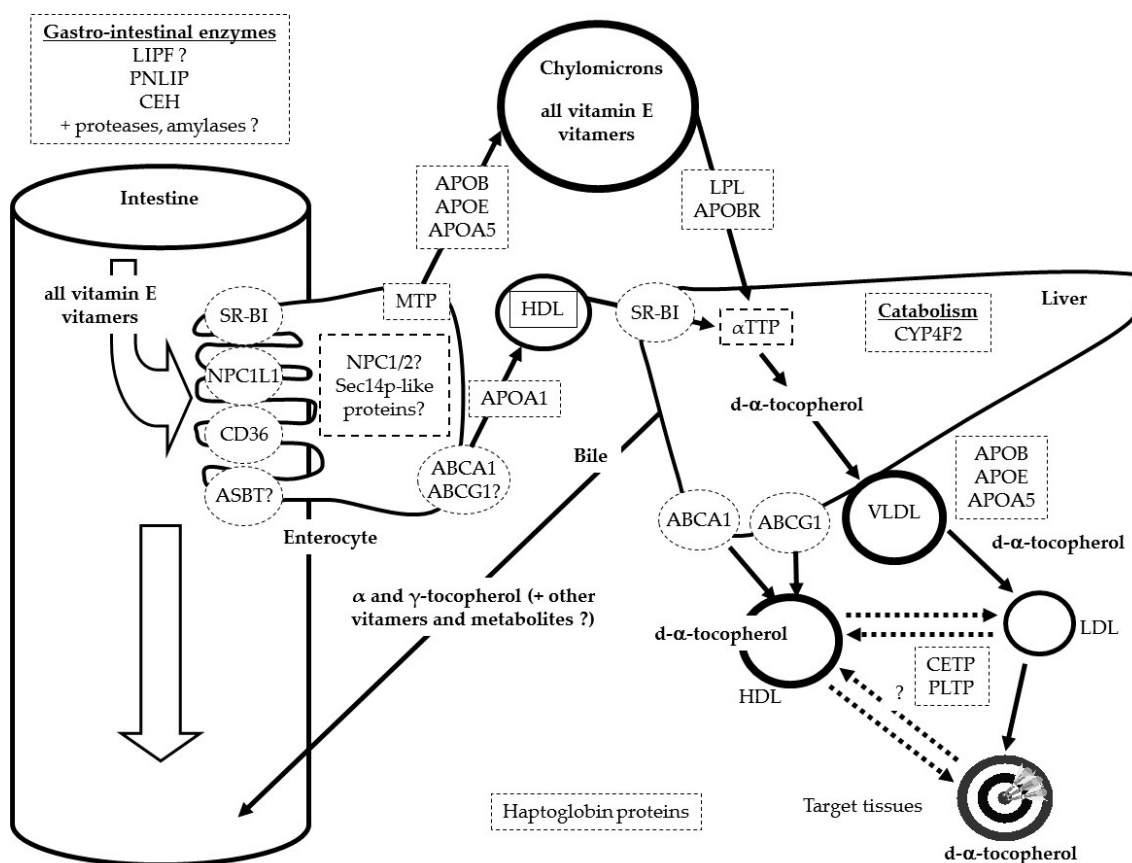 Gastro-intestinal enzymes
LIPF ?
PNLIP
CEH
+ proteases, amylases ?
Chylomicrons
all vitamin E
vitamers
Intestine
APOB
APOE
APOA5
LPL
APOBR
all vitamin E
vitamers
SR-BI
MTP
HDL
SR-BI
αTTP
Catabolism
CYP4F2
Liver
NPC1L1
NPC1/2?
Sec14p-like
proteins?
APOA1
d-α-tocopherol
CD36
ASBT?
ABCA1
ABCG1?
Bile
APOB
APOE
APOA5
Enterocyte
ABCA1
ABCG1
VLDL
d-α-tocopherol
α and γ-tocopherol (+ other
vitamers and metabolites ?)
d-α-tocopherol
HDL
LDL
CETP
PLTP
?
Haptoglobin proteins
Target tissues
d-α-tocopherol